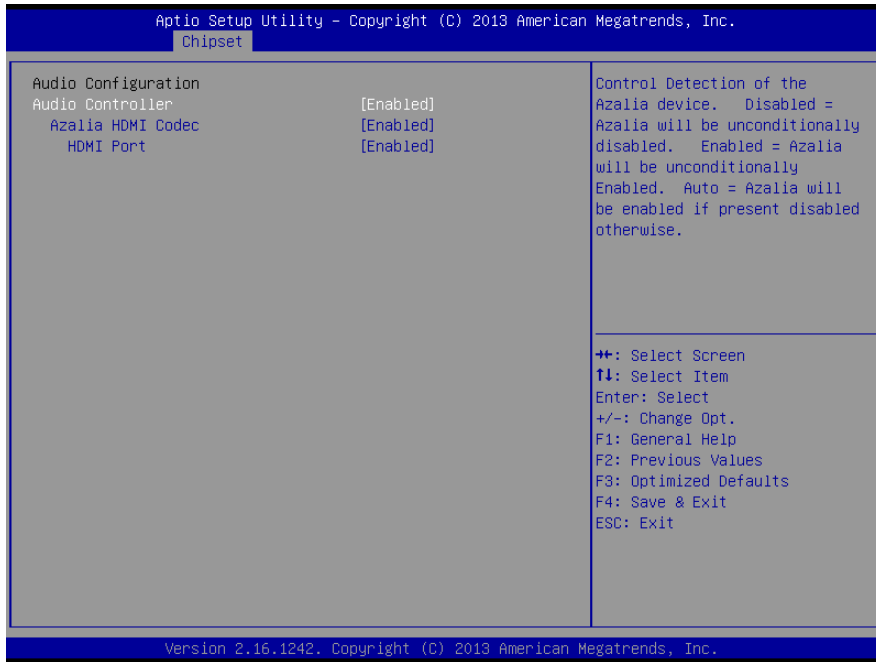 Aptio Setup Utility – Copyright (C) 2013 American Megatrends, Inc.
Chipset
Audio Configuration
Audio Controller [Enabled]
Azalia HDMI Codec [Enabled]
HDMI Port [Enabled]
Control Detection of the
Azalia device. Disabled =
Azalia will be unconditionally
disabled. Enabled = Azalia
will be unconditionally
Enabled. Auto = Azalia will
be enabled if present disabled
otherwise.
→←: Select Screen
↑↓: Select Item
Enter: Select
+/-: Change Opt.
F1: General Help
F2: Previous Values
F3: Optimized Defaults
F4: Save & Exit
ESC: Exit
Version 2.16.1242. Copyright (C) 2013 American Megatrends, Inc.